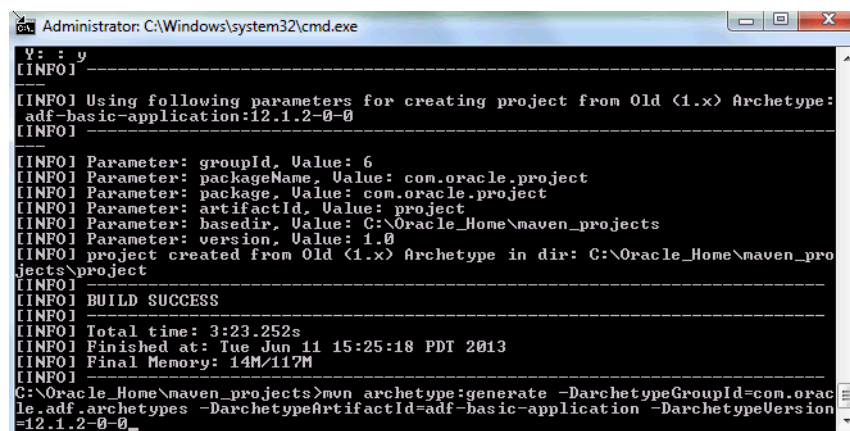 Administrator: C:\Windows\system32\cmd.exe
Y: : y
[INFO] ------------------------------------------------------------------------
---
[INFO] Using following parameters for creating project from Old (1.x) Archetype:
adf-basic-application:12.1.2-0-0
[INFO] ------------------------------------------------------------------------
---
[INFO] Parameter: groupId, Value: 6
[INFO] Parameter: packageName, Value: com.oracle.project
[INFO] Parameter: package, Value: com.oracle.project
[INFO] Parameter: artifactId, Value: project
[INFO] Parameter: basedir, Value: C:\Oracle_Home\maven_projects
[INFO] Parameter: version, Value: 1.0
[INFO] project created from Old (1.x) Archetype in dir: C:\Oracle_Home\maven_pro
jects\project
[INFO] ------------------------------------------------------------------------
[INFO] BUILD SUCCESS
[INFO] ------------------------------------------------------------------------
[INFO] Total time: 3:23.252s
[INFO] Finished at: Tue Jun 11 15:25:18 PDT 2013
[INFO] Final Memory: 14M/117M
[INFO] ------------------------------------------------------------------------
C:\Oracle_Home\maven_projects>mvn archetype:generate -DarchetypeGroupId=com.orac
le.adf.archetypes -DarchetypeArtifactId=adf-basic-application -DarchetypeVersion
=12.1.2-0-0_